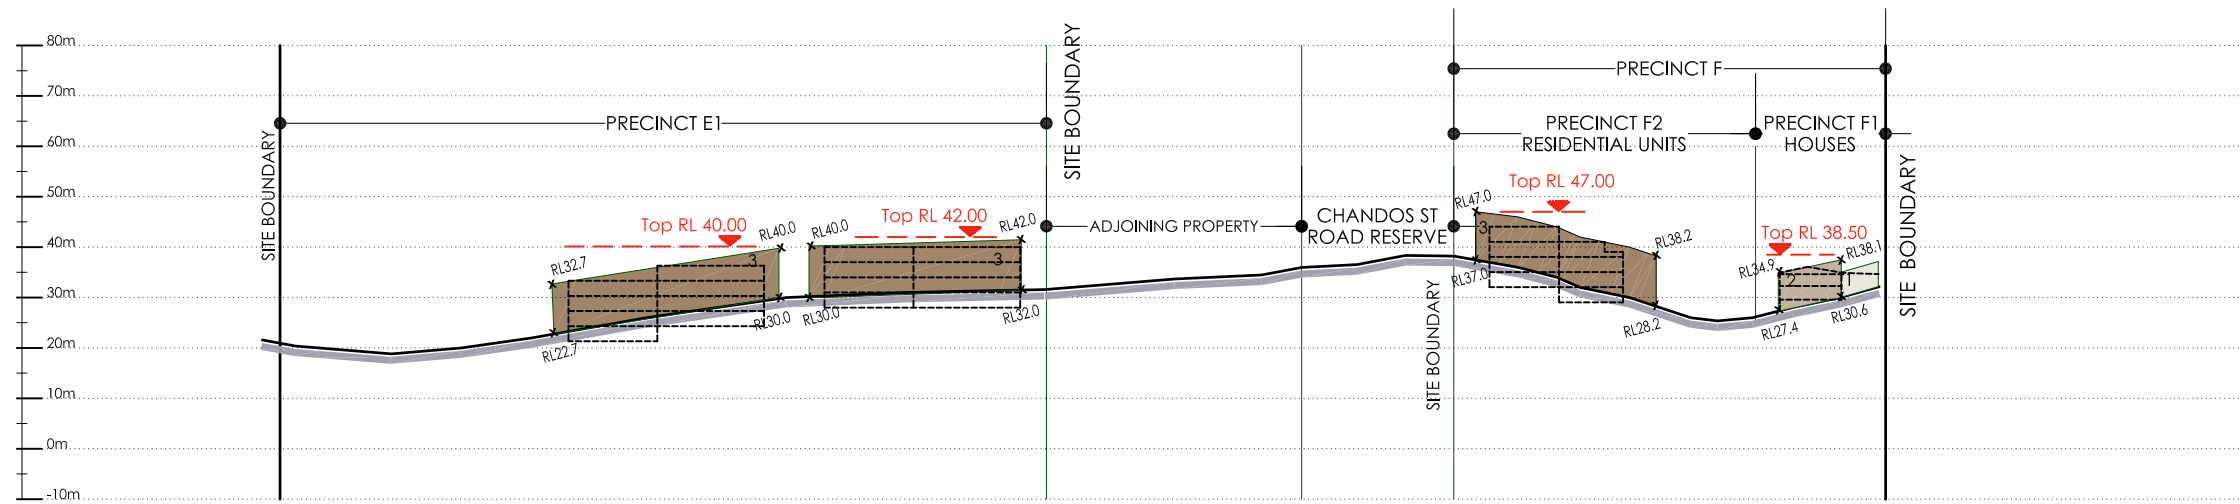 80m
70m
60m
50m
40m
30m
20m
10m
0m
-10m
SITE BOUNDARY
PRECINCT E1
SITE BOUNDARY
Top RL 40.00
RL32.7
RL40.0
3
RL22.7
RL30.0
Top RL 42.00
RL40.0
RL42.0
3
RL30.0
RL32.0
ADJOINING PROPERTY
CHANDOS ST
ROAD RESERVE
SITE BOUNDARY
PRECINCT F
PRECINCT F2
RESIDENTIAL UNITS
PRECINCT F1
HOUSES
Top RL 47.00
RL47.0
3
RL38.2
RL37.0
RL28.2
Top RL 38.50
RL34.9
RL38.1
2
1
RL27.4
RL30.6
SITE BOUNDARY